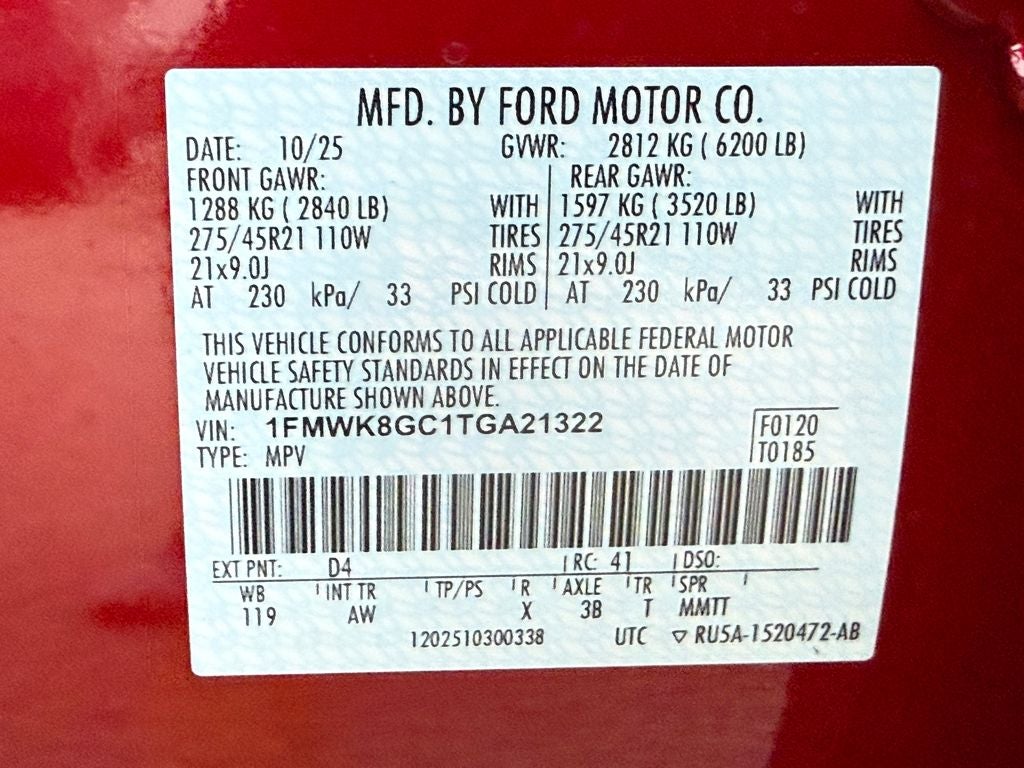 MFD. BY FORD MOTOR CO.
DATE: 10/25 GVWR: 2812 KG ( 6200 LB)
FRONT GAWR: REAR GAWR:
1288 KG ( 2840 LB) WITH 1597 KG ( 3520 LB) WITH
275/45R21 110W TIRES 275/45R21 110W TIRES
21x9.0J RIMS 21x9.0J RIMS
AT 230 kPa/ 33 PSI COLD AT 230 kPa/ 33 PSI COLD
THIS VEHICLE CONFORMS TO ALL APPLICABLE FEDERAL MOTOR
VEHICLE SAFETY STANDARDS IN EFFECT ON THE DATE OF
MANUFACTURE SHOWN ABOVE.
VIN: 1FMWK8GC1TGA21322 F0120
TYPE: MPV T0185
EXT PNT: D4 RC: 41 DSO:
WB INT TR TP/PS R AXLE TR SPR
119 AW X 3B T MMTT
1202510300338 UTC ▽ RU5A-1520472-AB